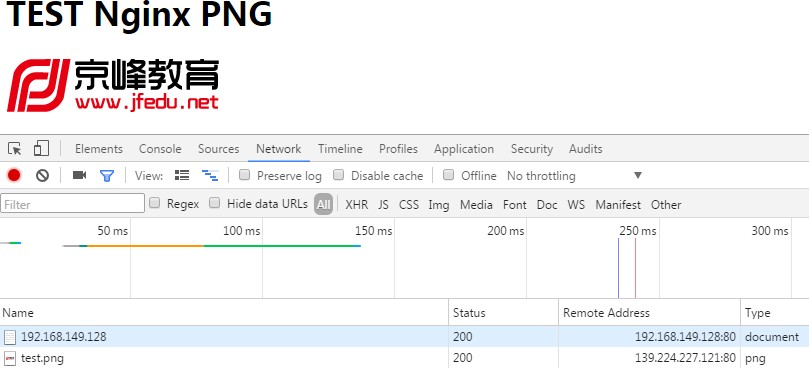 TEST Nginx PNG
京峰教育
www.jfedu.net
Elements Console Sources Network Timeline Profiles Application Security Audits
View: Preserve log Disable cache Offline No throttling
Filter Regex Hide data URLs All XHR JS CSS Img Media Font Doc WS Manifest Other
50 ms 100 ms 150 ms 200 ms 250 ms 300 ms
Name Status Remote Address Type
192.168.149.128 200 192.168.149.128:80 document
test.png 200 139.224.227.121:80 png